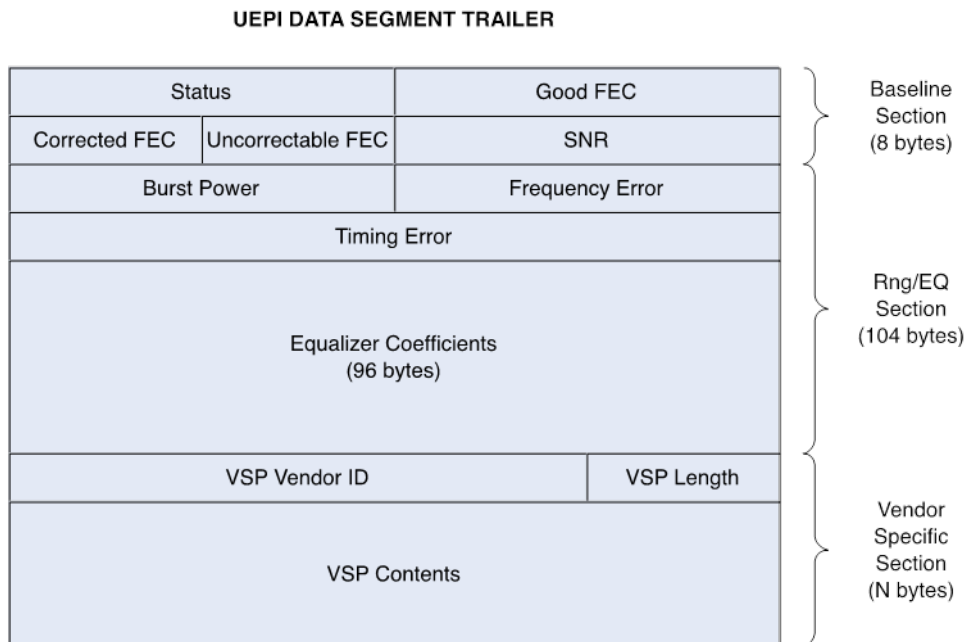 UEPI DATA SEGMENT TRAILER
Status
Good FEC
Baseline
Section
(8 bytes)
Corrected FEC
Uncorrectable FEC
SNR
Burst Power
Frequency Error
Timing Error
Equalizer Coefficients
(96 bytes)
Rng/EQ
Section
(104 bytes)
VSP Vendor ID
VSP Length
VSP Contents
Vendor
Specific
Section
(N bytes)